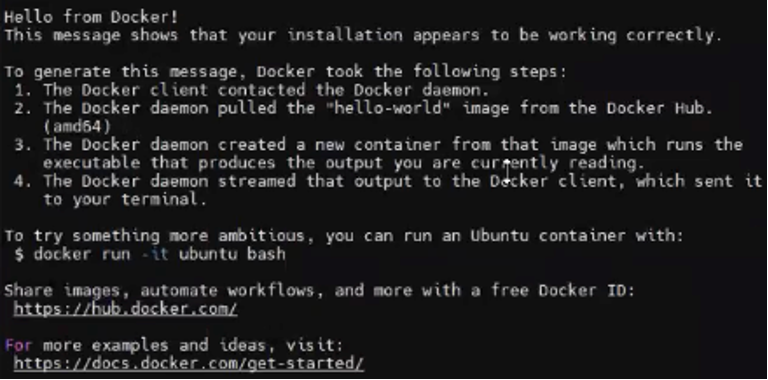 Hello from Docker!
This message shows that your installation appears to be working correctly.
To generate this message, Docker took the following steps:
1. The Docker client contacted the Docker daemon.
2. The Docker daemon pulled the "hello-world" image from the Docker Hub.
(amd64)
3. The Docker daemon created a new container from that image which runs the
executable that produces the output you are currently reading.
4. The Docker daemon streamed that output to the Docker client, which sent it
to your terminal.
To try something more ambitious, you can run an Ubuntu container with:
$ docker run -it ubuntu bash
Share images, automate workflows, and more with a free Docker ID:
https://hub.docker.com/
For more examples and ideas, visit:
https://docs.docker.com/get-started/